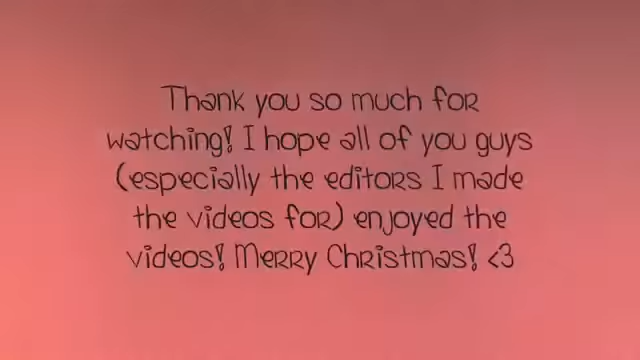 Thank you so much for
watching! I hope all of you guys
(especially the editors I made
the videos for) enjoyed the
videos! Merry Christmas! <3